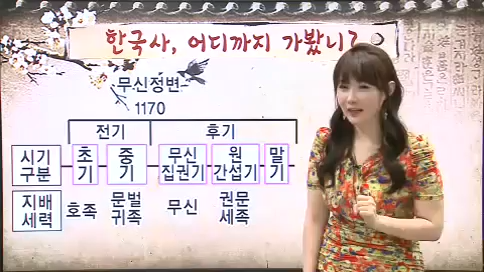 한국사, 어디까지 가봤니?
무신정변
1170
전기 후기
시기 구분 초기 중기 무신 집권기 원 간섭기 말기
지배 세력 호족 문벌 귀족 무신 권문 세족